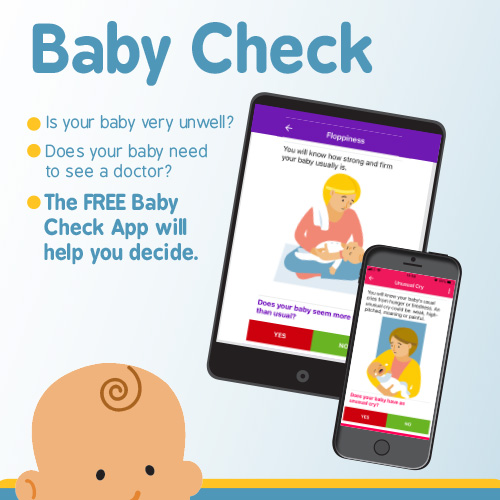 Baby Check
Is your baby very unwell?
Does your baby need
to see a doctor?
The FREE Baby
Check App will
help you decide.
Floppiness
You will know how strong and firm
your baby usually is.
Does your baby seem more
than usual?
YES
NO
Unusual Cry
You will know your baby's usual
cries from hunger or tiredness. An
unusual cry could be weak, high-
pitched, moaning or painful.
Does your baby have an
unusual cry?
YES
NO